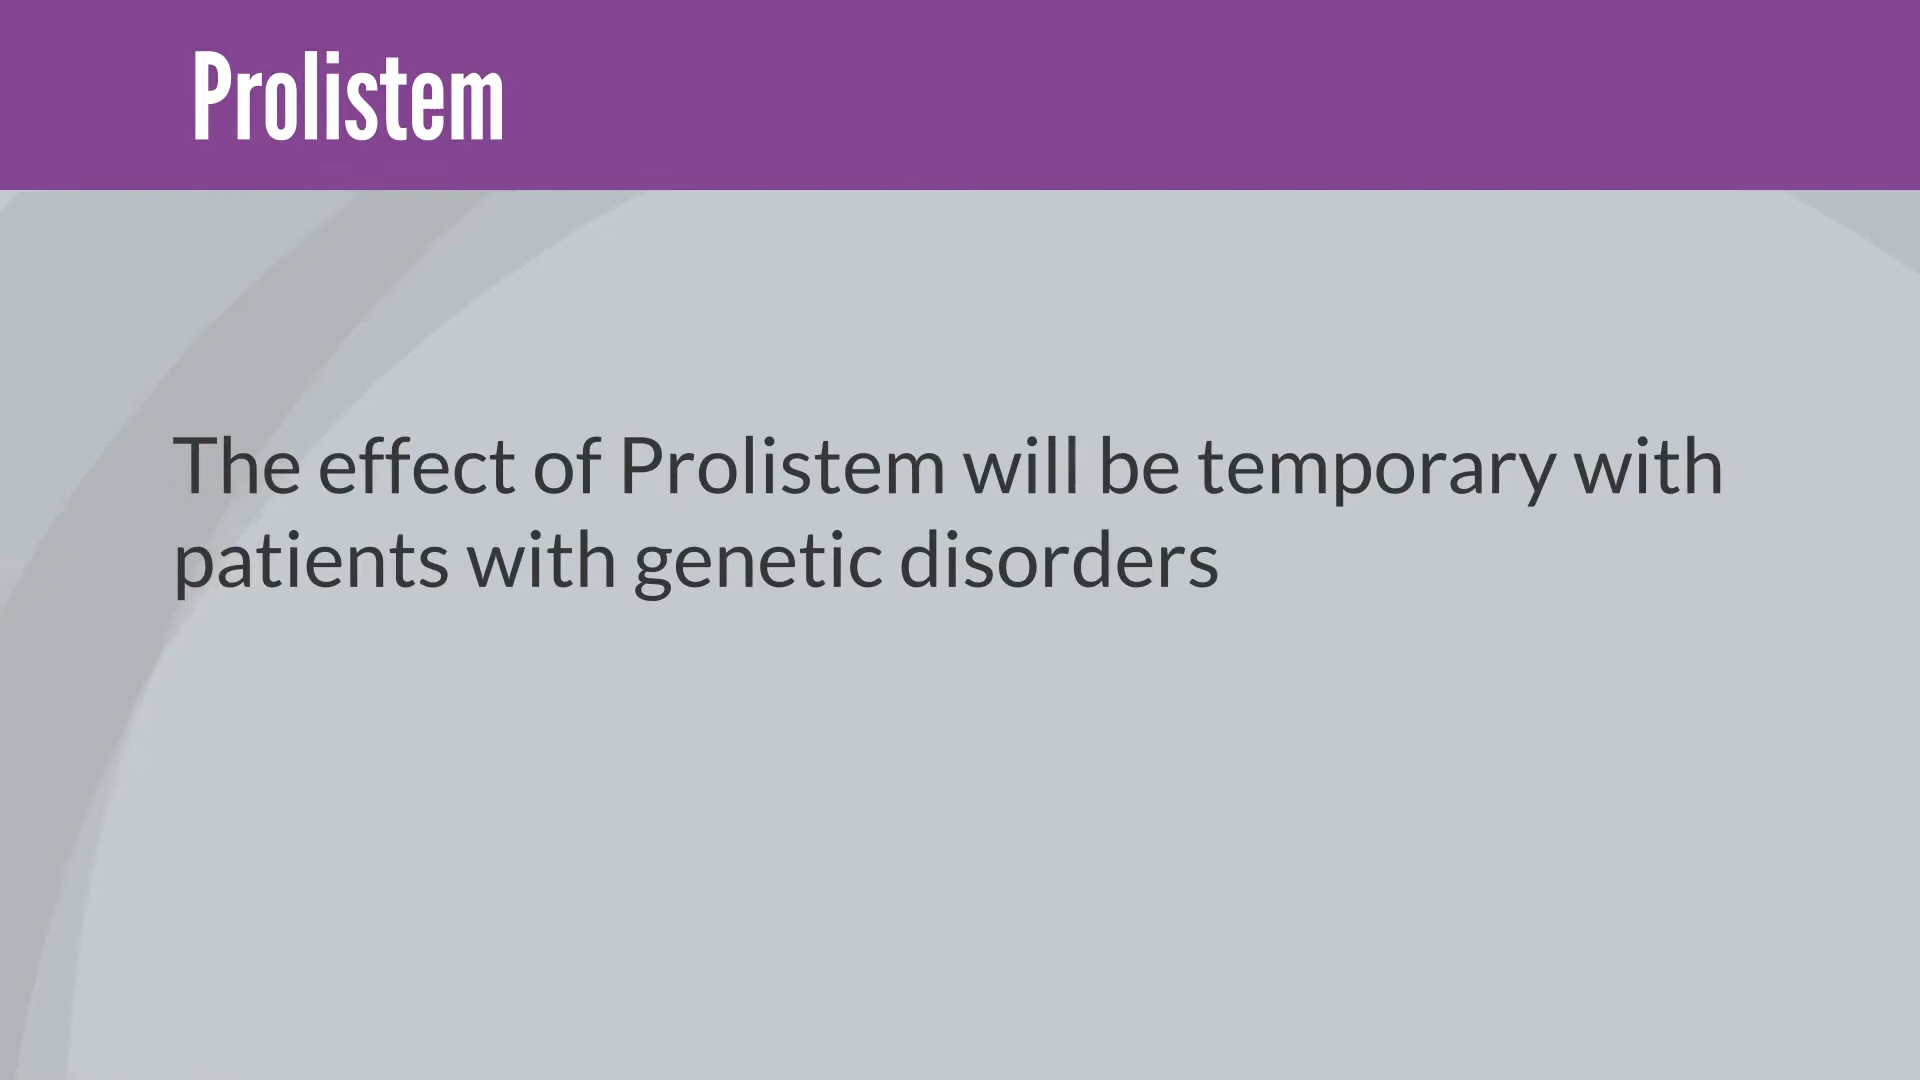 Prolistem
The effect of Prolistem will be temporary with
patients with genetic disorders